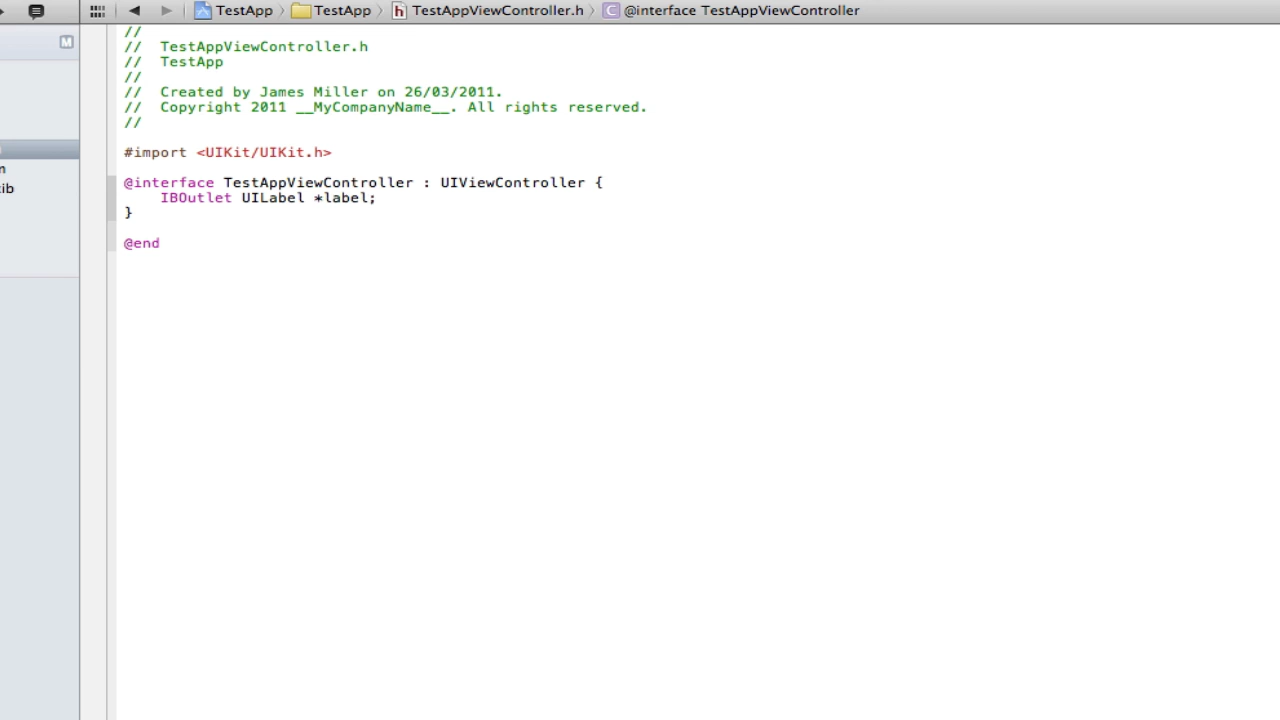 TestApp TestApp h TestAppViewController.h C @interface TestAppViewController
M
//
// TestAppViewController.h
// TestApp
//
// Created by James Miller on 26/03/2011.
// Copyright 2011 __MyCompanyName__. All rights reserved.
//
#import <UIKit/UIKit.h>
@interface TestAppViewController : UIViewController {
IBOutlet UILabel *label;
}
@end